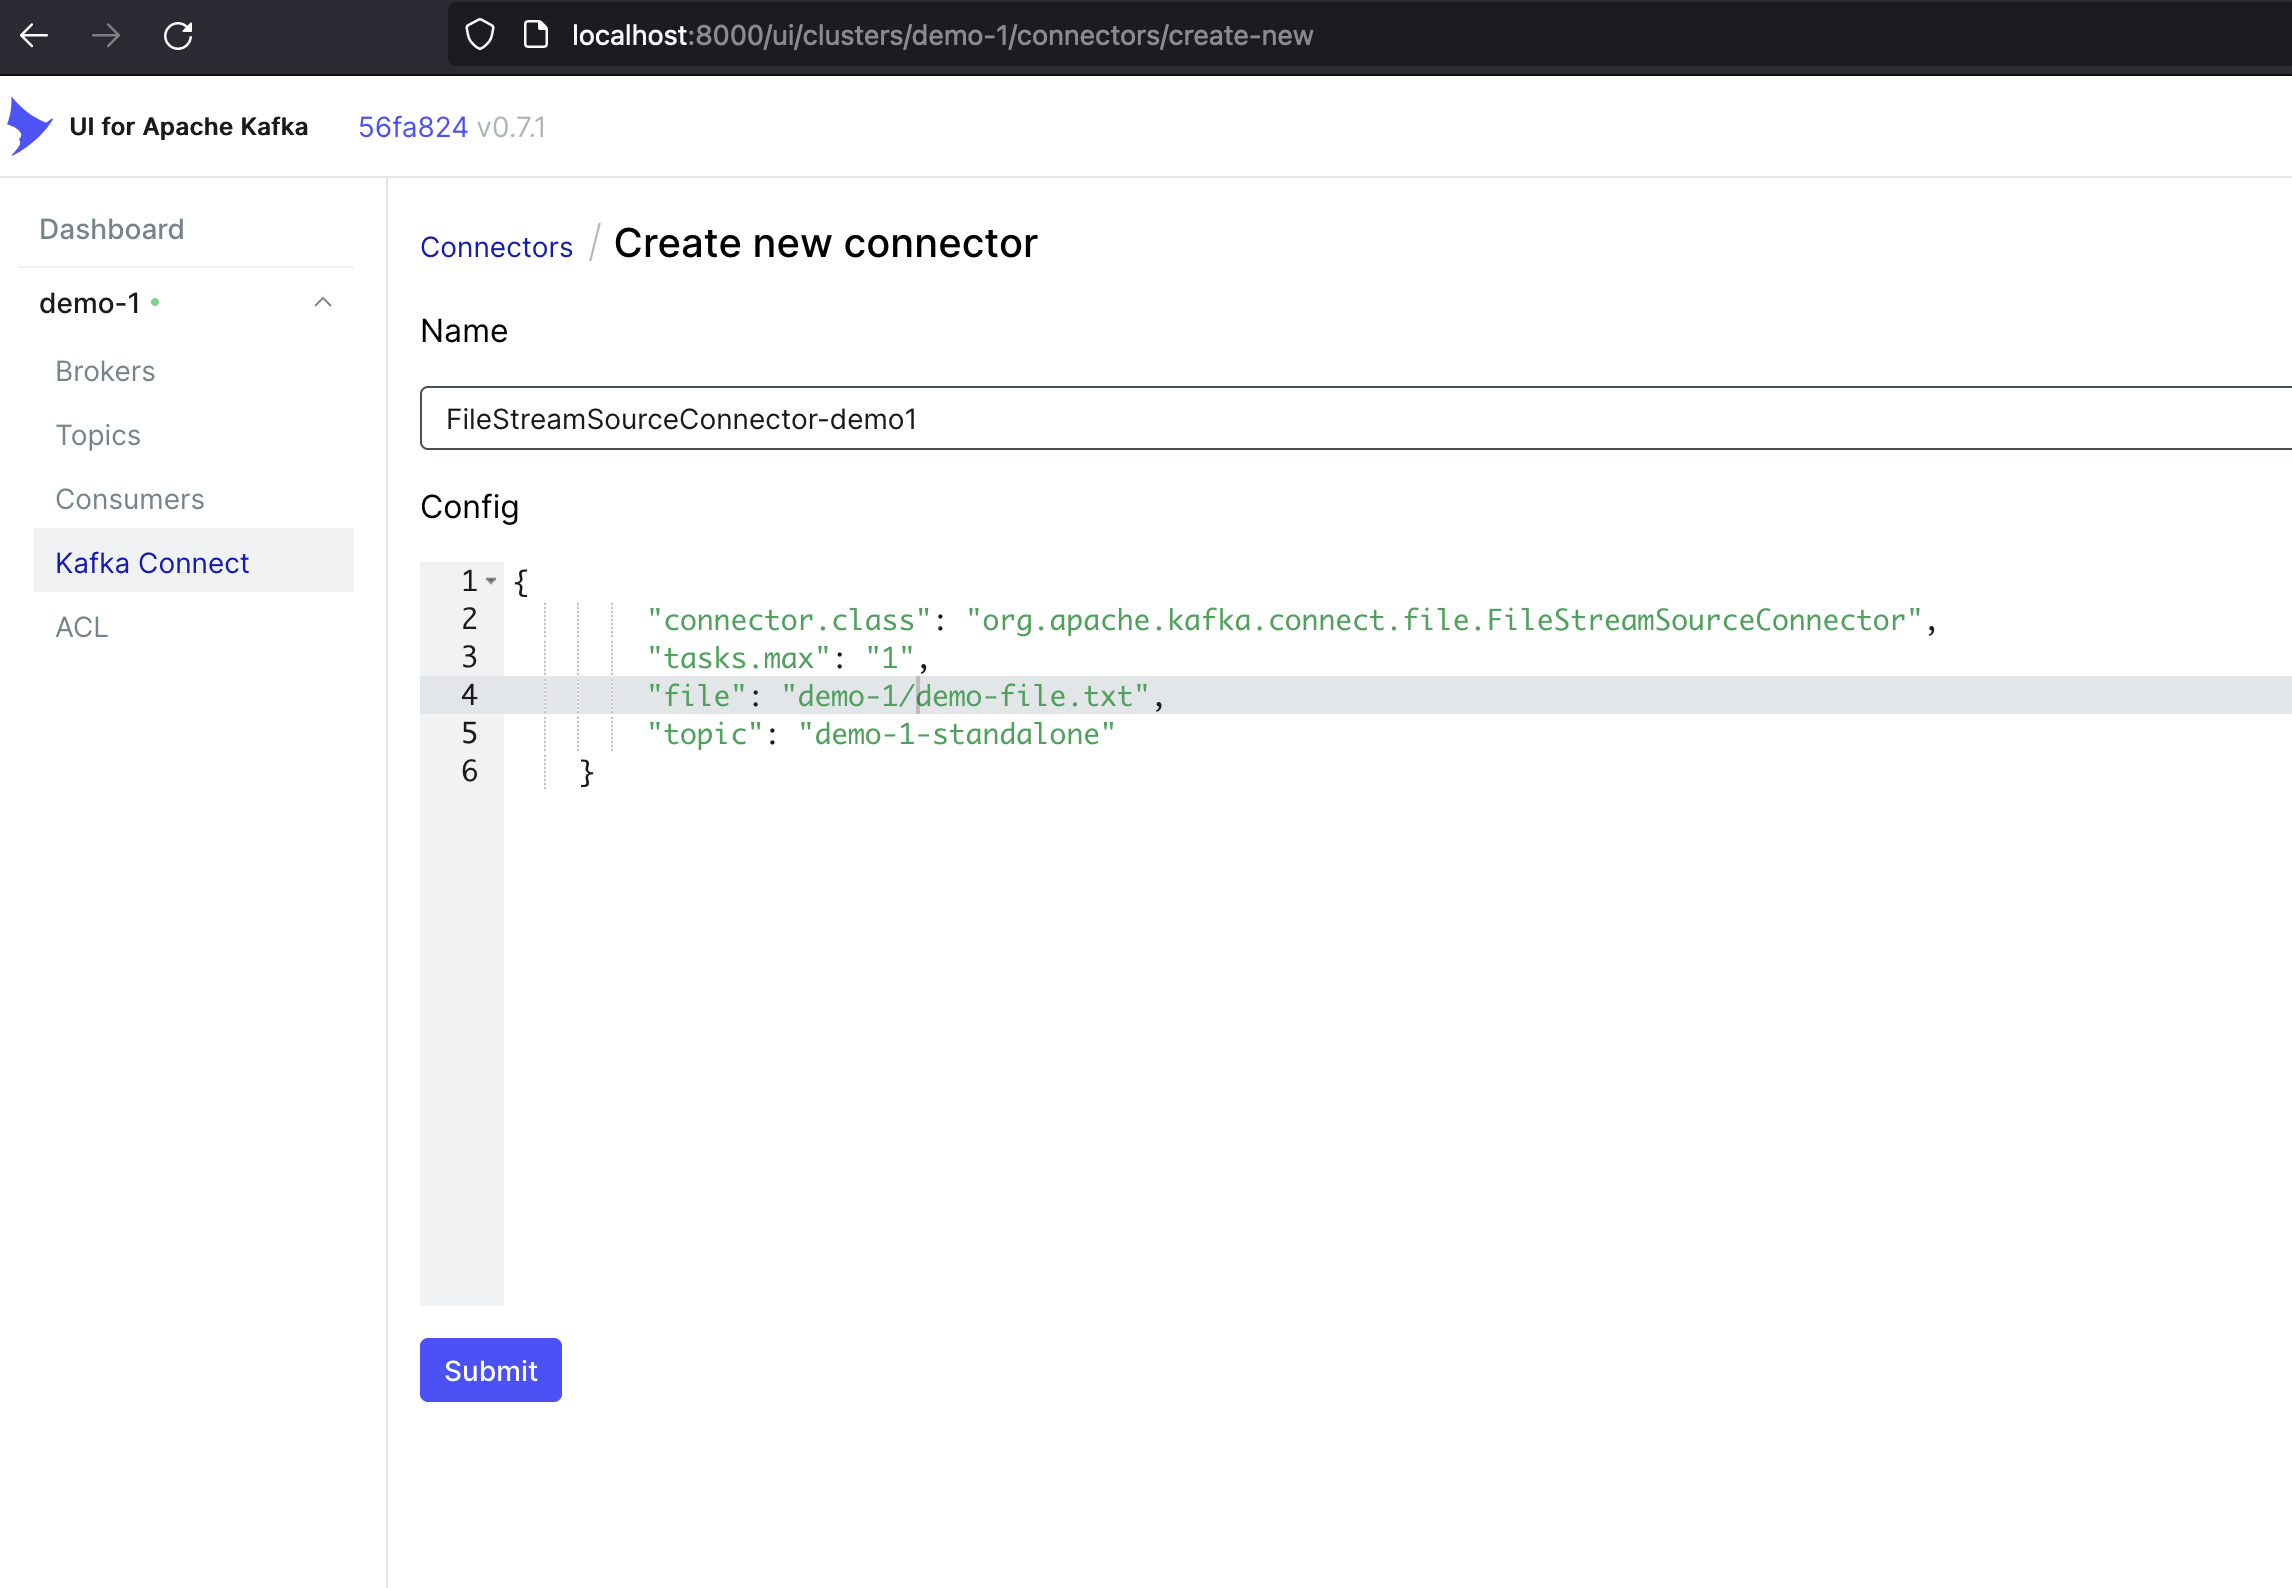 localhost:8000/ui/clusters/demo-1/connectors/create-new
UI for Apache Kafka 56fa824 v0.7.1
Dashboard
demo-1
Brokers
Topics
Consumers
Kafka Connect
ACL
Connectors / Create new connector
Name
FileStreamSourceConnector-demo1
Config
1 {
2 "connector.class": "org.apache.kafka.connect.file.FileStreamSourceConnector",
3 "tasks.max": "1",
4 "file": "demo-1/demo-file.txt",
5 "topic": "demo-1-standalone"
6 }
Submit